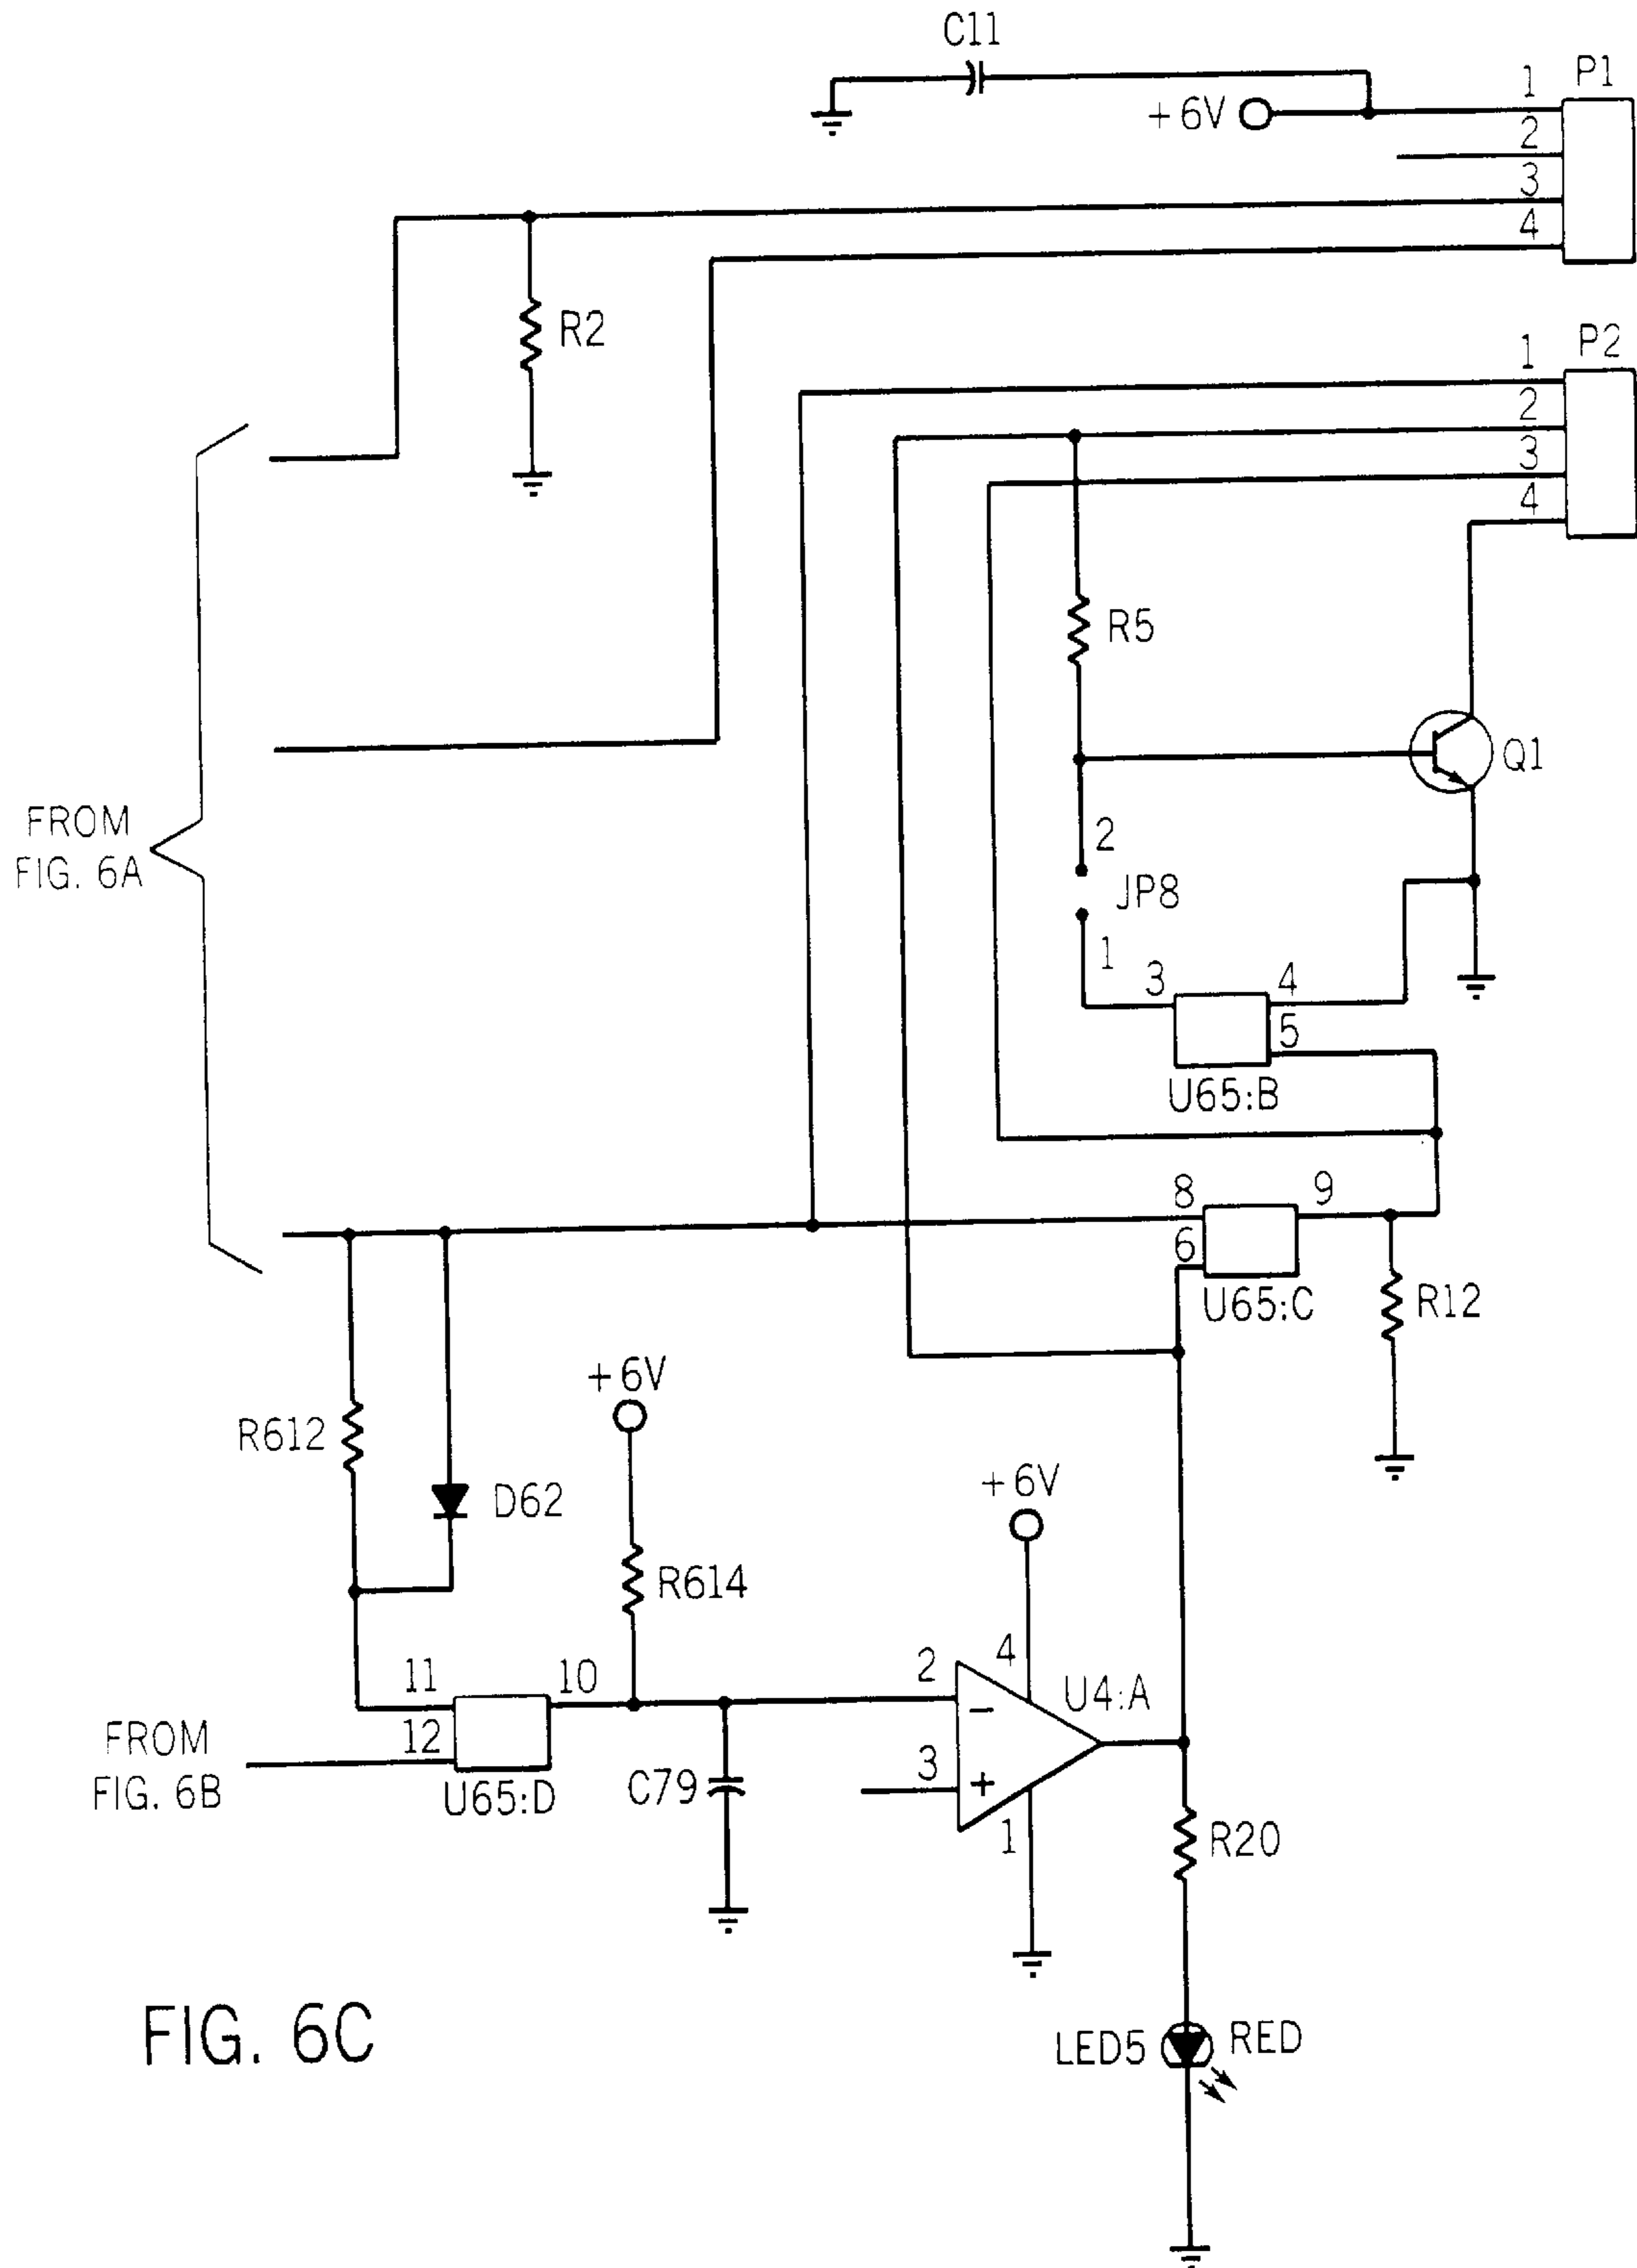 C11
P1
+6V
1
2
3
4
R2
P2
1
2
3
4
R5
Q1
FROM
FIG. 6A
2
JP8
1
3
4
5
U65:B
8
9
6
U65:C
R12
+6V
R612
+6V
D62
R614
11
10
2
4
U4:A
FROM
FIG. 6B
12
U65:D
C79
3
−
+
1
R20
FIG. 6C
LED5
RED